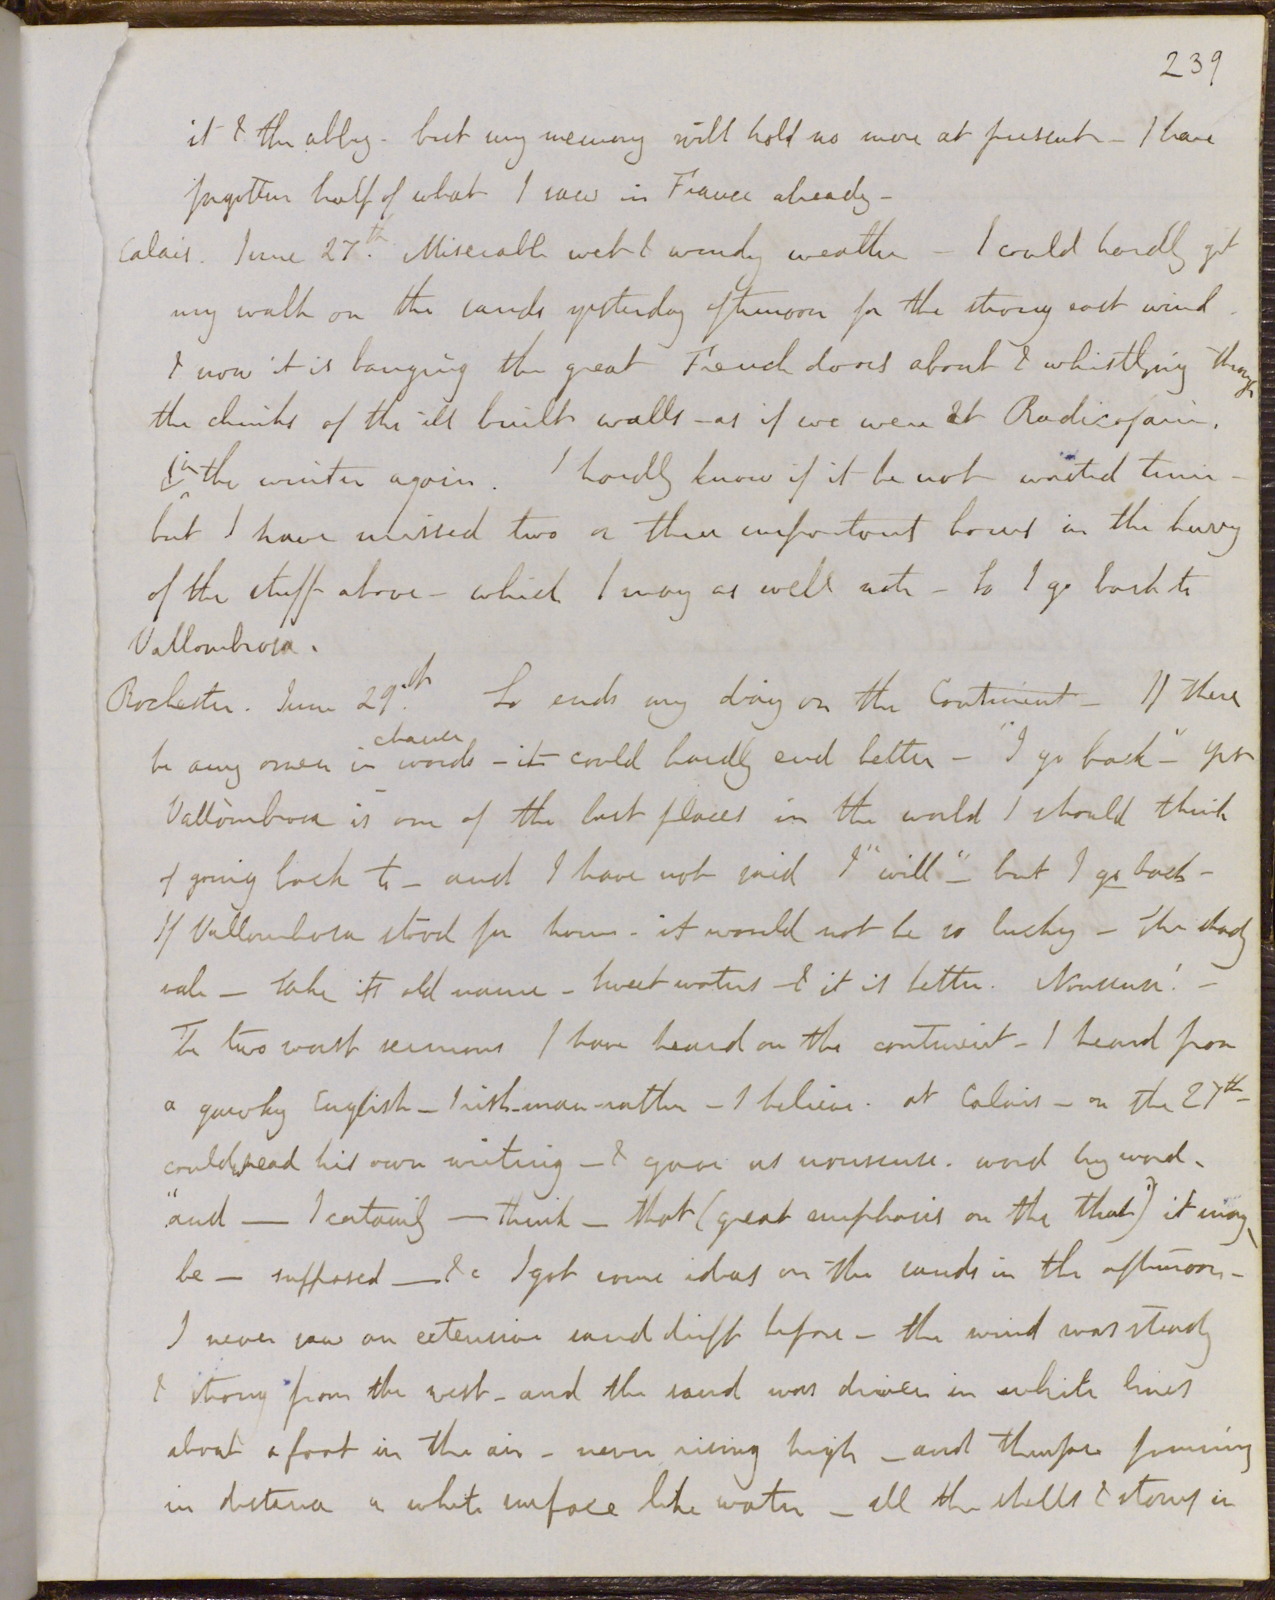 239
it & the abbey - but my memory will hold no more at present - I have
forgotten half of what I saw in France already -
Calais. June 27th. Miserable wet & windy weather - I could hardly get
my walk on the sands yesterday afternoon for the strong east wind -
& now it is banging the great French doors about & whistlying through
the chinks of the ill built walls - as if we were at Radicofani,
in the winter again. I hardly know if it be not wasted time -
but I have missed two or three important hours in the hurry
of the stuff above - which I may as well note - So I go back to
Vallombrosa.
Rochester. June 29th. So ends my diary on the Continent - If there
be any omen in chance words - it could hardly end better - "I go back" - yet
Vallombrosa is one of the last places in the world I should think
of going back to - and I have not said I "will" - but I go back -
If Vallombrosa stood for home - it would not be so lucky - the shady
vale - take its old name - Sweet waters - & it is better. Nonsense! -
The two worst sermons I have heard on the continent - I heard from
a gawky English - Irish-man - rather - I believe - at Calais - on the 27th -
couldn't read his own writing - & gave us nonsense - word by word -
"and — I certainly — think — that (great emphasis on the that") it may
be — supposed — &c I got some ideas on the sands in the afternoon -
I never saw an extensive sand drift before - the wind was steady
& strong from the west - and the sand was driven in white lines
about a foot in the air - never rising high - and therefore forming
in distance a white surface like water - all the shells & stones in